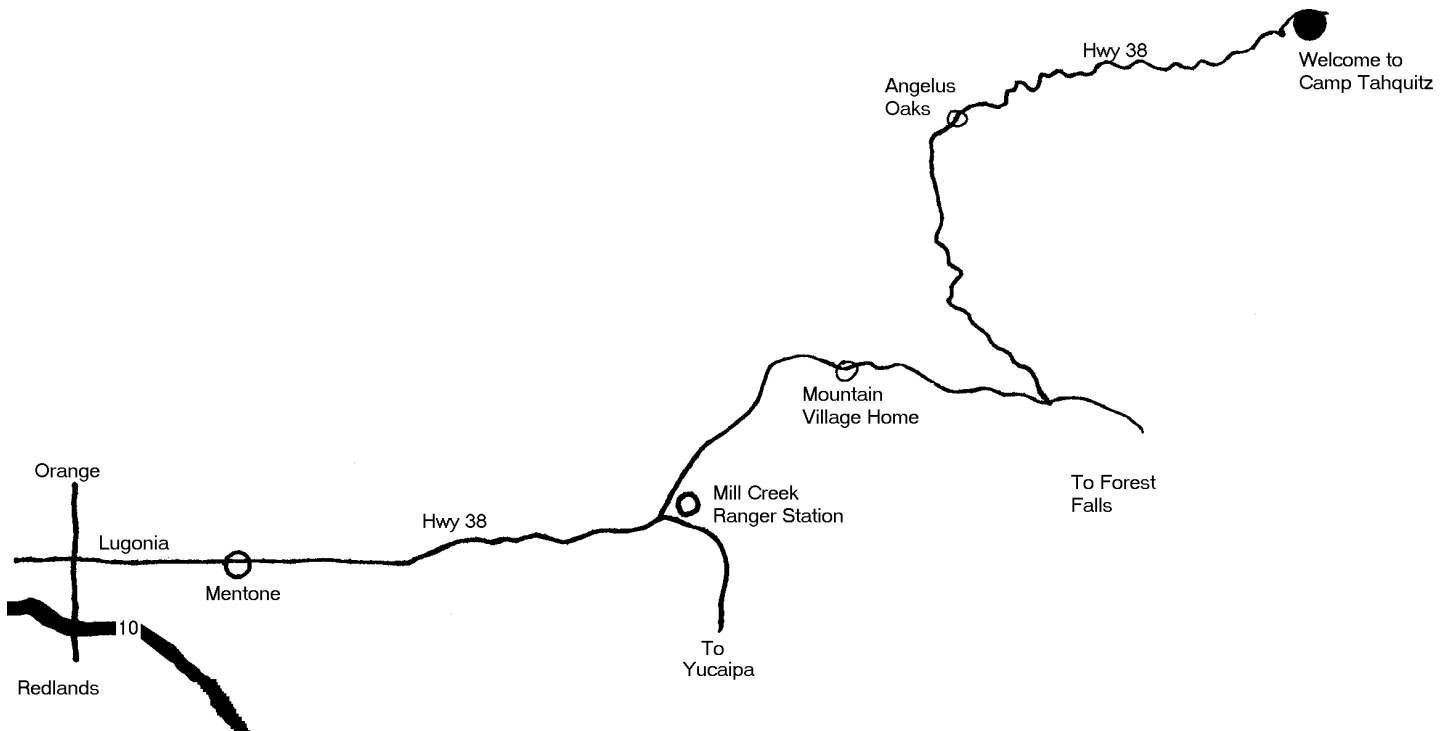 Hwy 38
Welcome to
Camp Tahquitz
Angelus
Oaks
Mountain
Village Home
To Forest
Falls
Orange
Mill Creek
Ranger Station
Hwy 38
Lugonia
Mentone
10
To
Yucaipa
Redlands